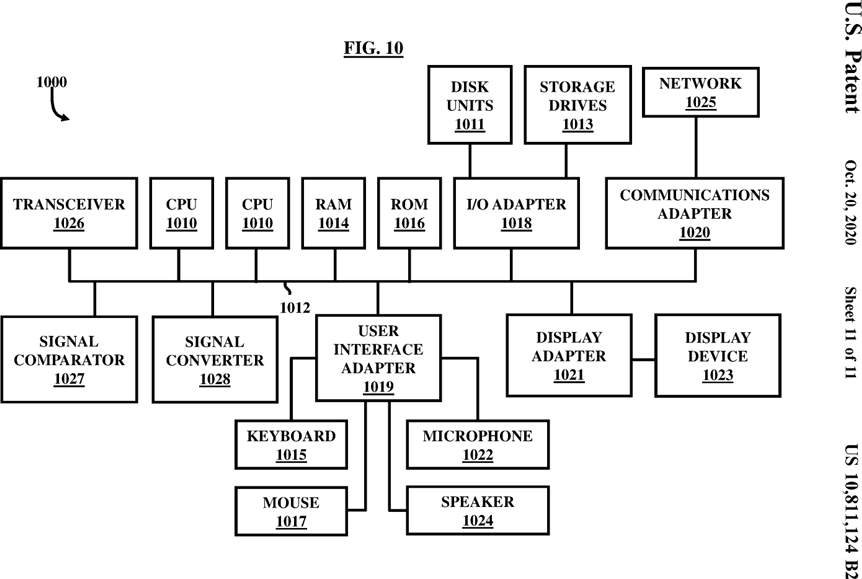 U.S. Patent
Oct. 20, 2020
Sheet 11 of 11
US 10,811,124 B2
FIG. 10
1000
DISK
UNITS
1011
STORAGE
DRIVES
1013
NETWORK
1025
TRANSCEIVER
1026
CPU
1010
CPU
1010
RAM
1014
ROM
1016
I/O ADAPTER
1018
COMMUNICATIONS
ADAPTER
1020
1012
SIGNAL
COMPARATOR
1027
SIGNAL
CONVERTER
1028
USER
INTERFACE
ADAPTER
1019
DISPLAY
ADAPTER
1021
DISPLAY
DEVICE
1023
KEYBOARD
1015
MICROPHONE
1022
MOUSE
1017
SPEAKER
1024